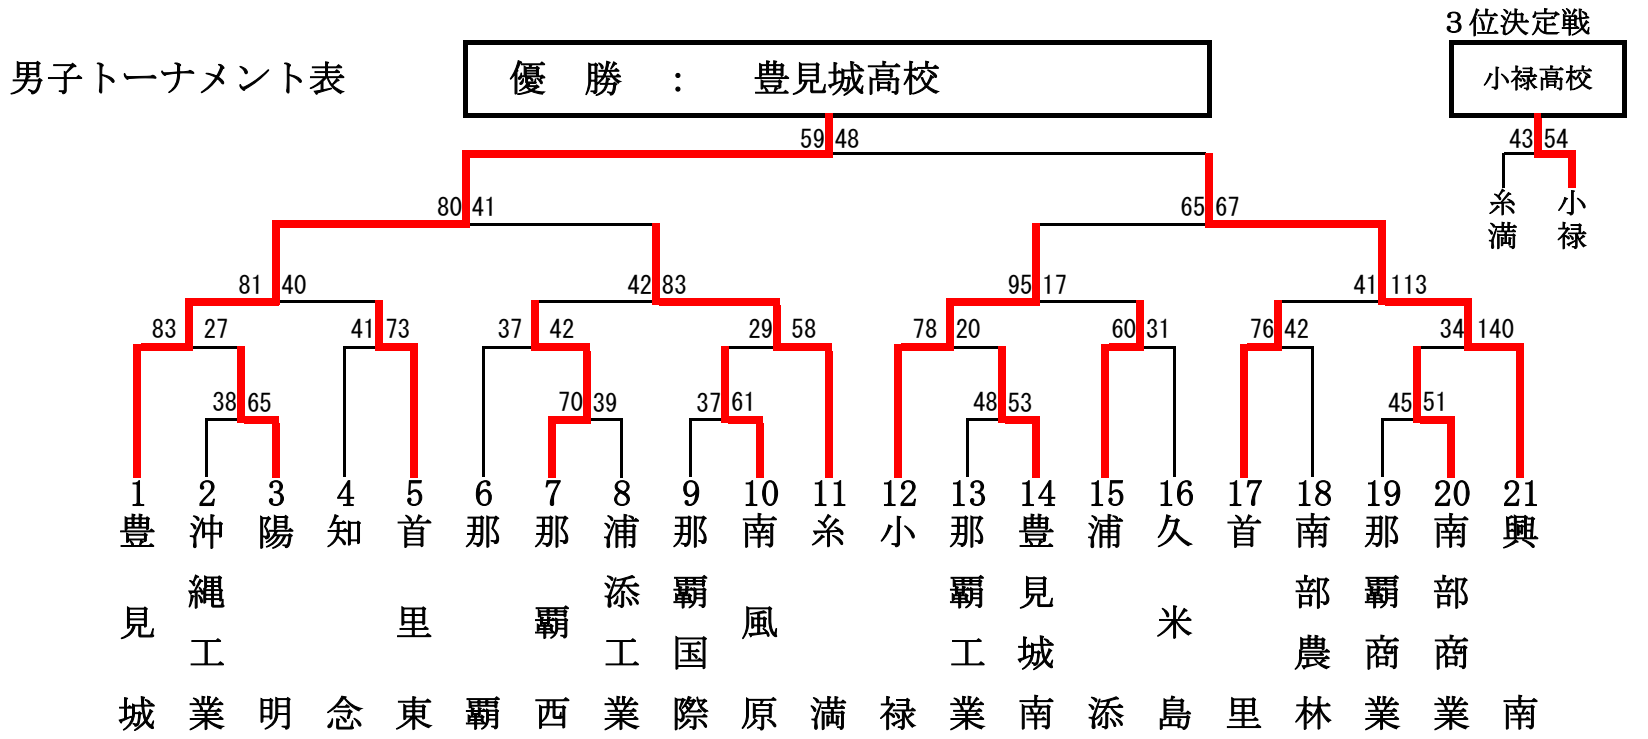 ３位決定戦
男子トーナメント表
優　勝　：　豊見城高校
小禄高校
59 48
43 54
糸満 小禄
80 41 65 67
81 40 42 83 95 17 41 113
83 27 41 73 37 42 29 58 78 20 60 31 76 42 34 140
38 65 70 39 37 61 48 53 45 51
1 2 3 4 5 6 7 8 9 10 11 12 13 14 15 16 17 18 19 20 21
豊見城
沖縄工業
陽明
知念
首里東
那覇
那覇西
浦添工業
那覇国際
南風原
糸満
小禄
那覇工業
豊見城南
浦添
久米島
首里
南部農林
那覇商業
南部商業
興南